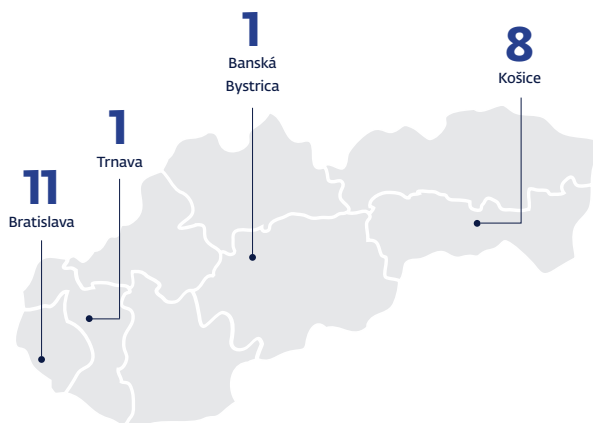 1
Banská
Bystrica
8
Košice
1
Trnava
11
Bratislava